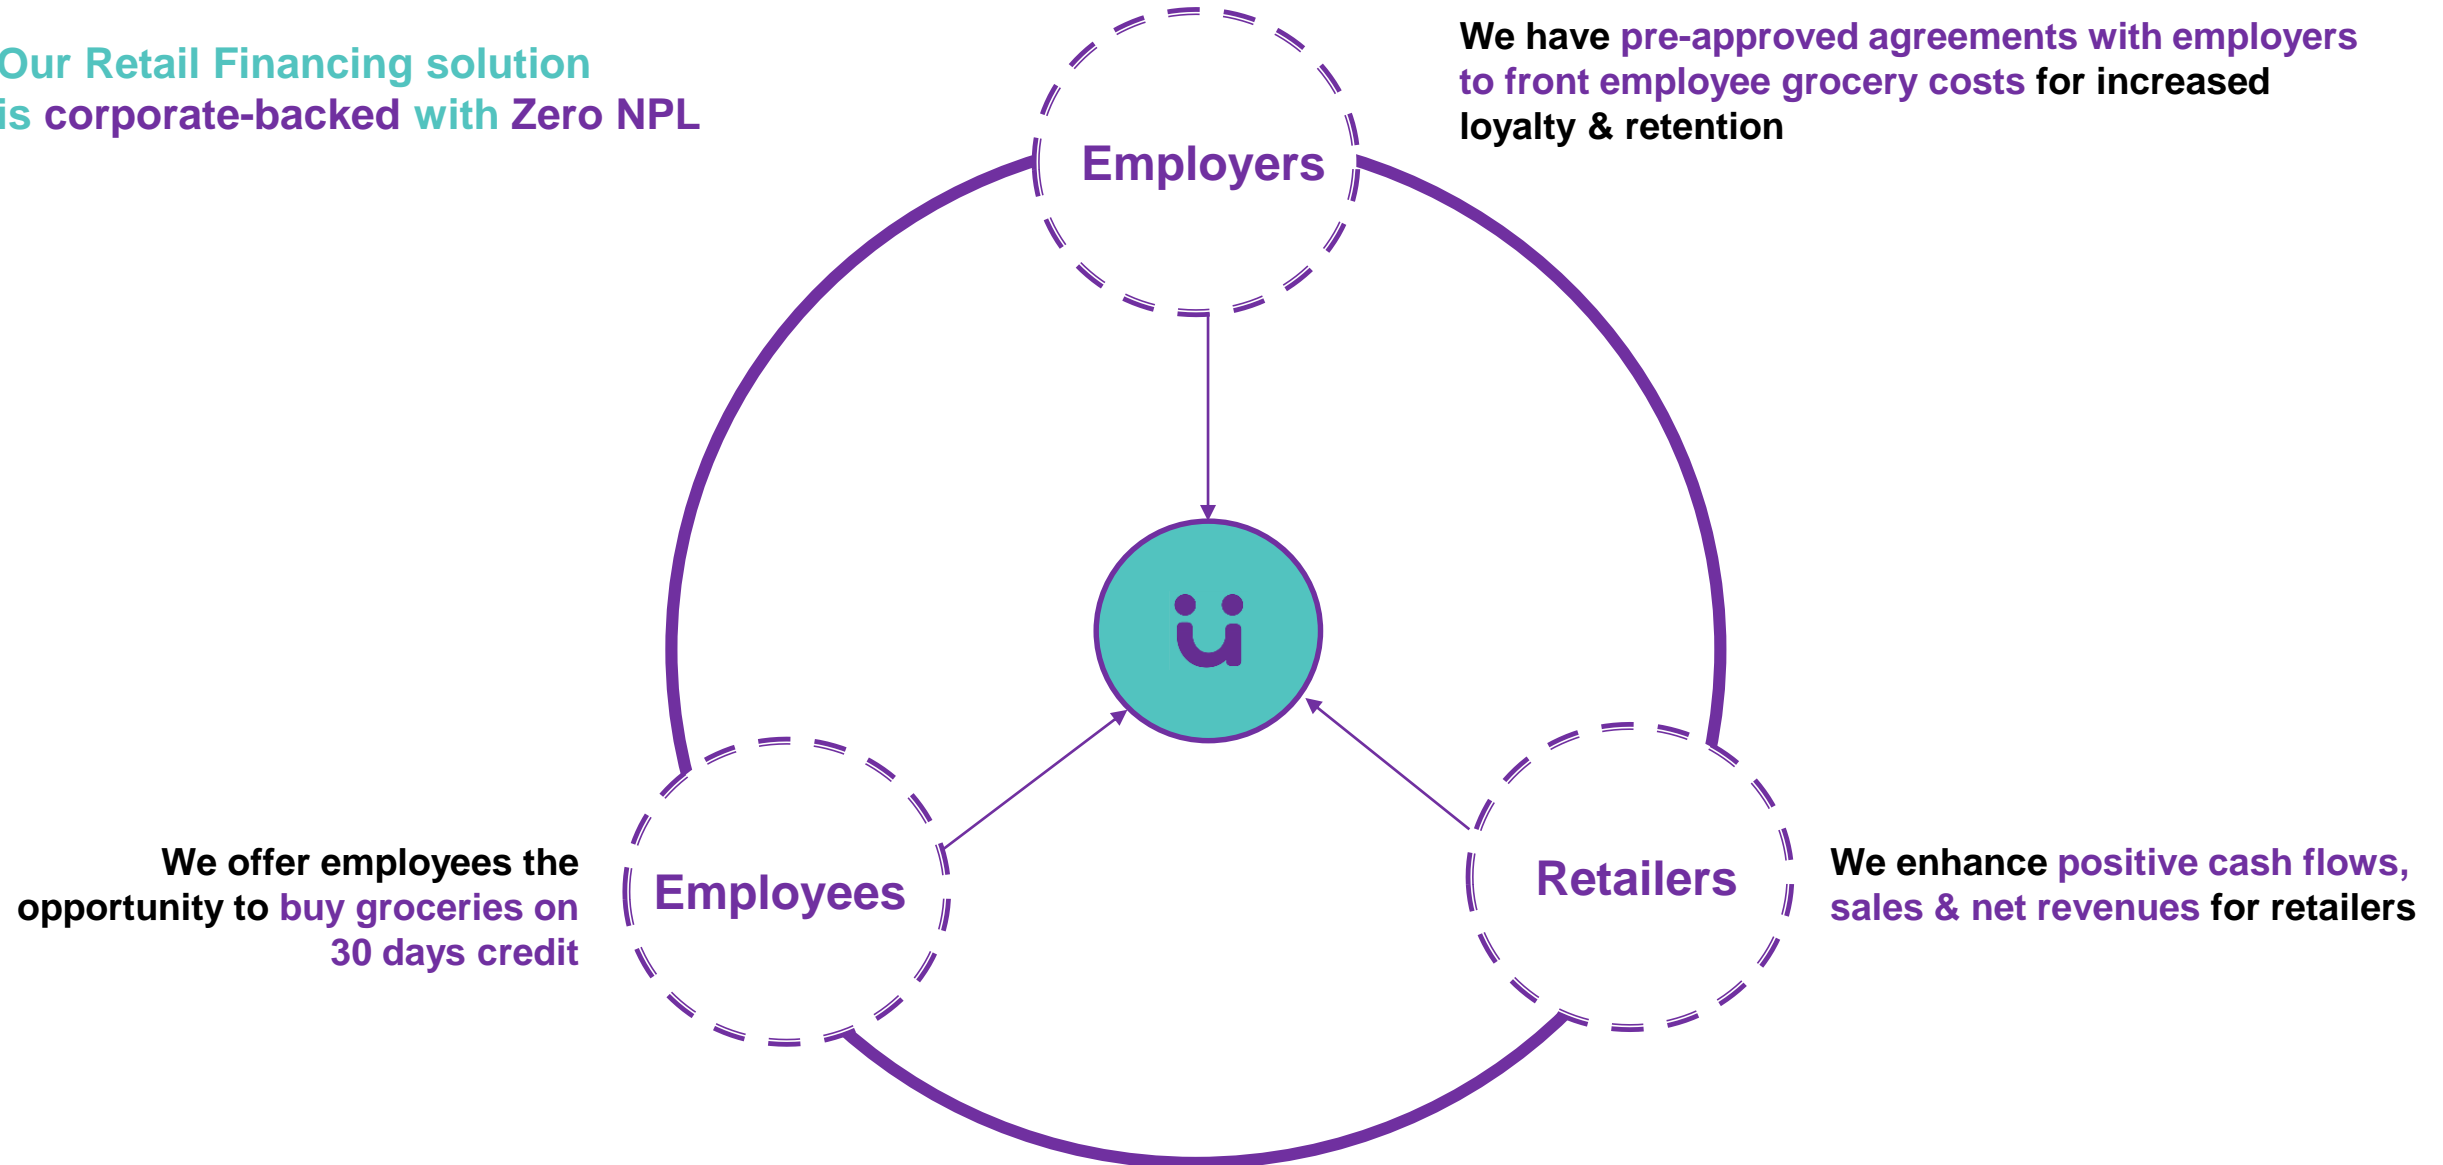 Our Retail Financing solution
is corporate-backed with Zero NPL
We have pre-approved agreements with employers
to front employee grocery costs for increased
loyalty & retention
Employers
ü
We offer employees the
opportunity to buy groceries on
30 days credit
Employees
Retailers
We enhance positive cash flows,
sales & net revenues for retailers